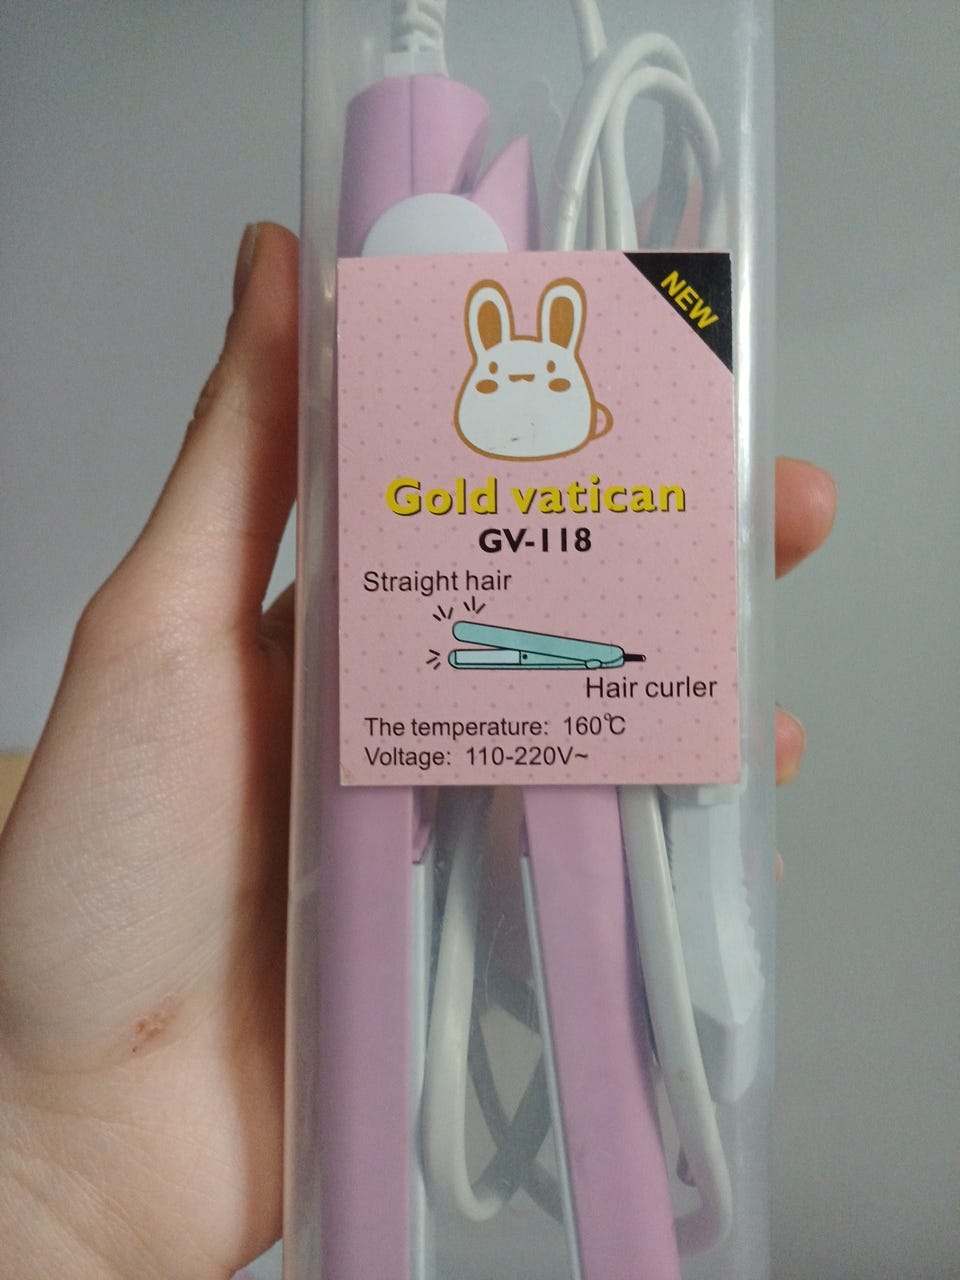 NEW
Gold vatican
GV-118
Straight hair
Hair curler
The temperature: 160℃
Voltage: 110-220V~